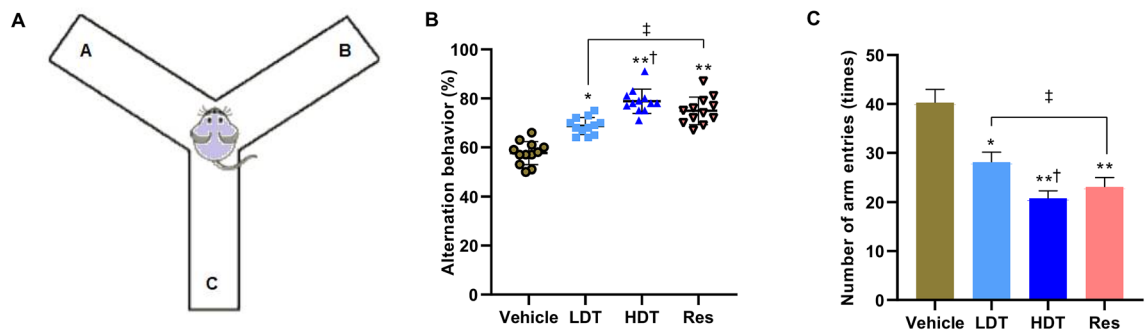 A
A
B
C
B
Alternation behavior (%)
100
80
60
40
20
0
‡
*
**†
**
Vehicle LDT HDT Res
C
Number of arm entries (times)
50
40
30
20
10
0
‡
*
**†
**
Vehicle LDT HDT Res